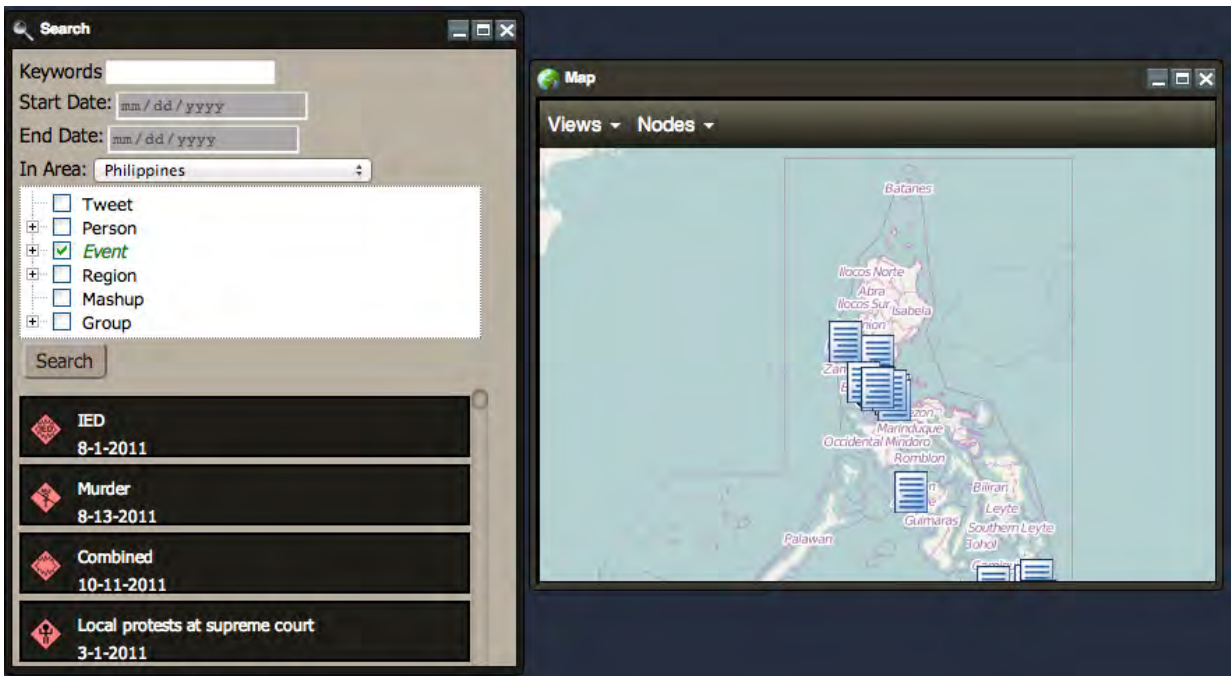 Search
Keywords
Start Date: mm/dd/yyyy
End Date: mm/dd/yyyy
In Area: Philippines
Tweet
Person
Event
Region
Mashup
Group
Search
IED
8-1-2011
Murder
8-13-2011
Combined
10-11-2011
Local protests at supreme court
3-1-2011
Map
Views Nodes
Batanes
Ilocos Norte
Abra
Ilocos Sur
Isabela
nion
Zam
zon
Marinduque
Occidental Mindoro
Romblon
Biliran
Leyte
Guimaras
Southern Leyte
Bohol
Palawan